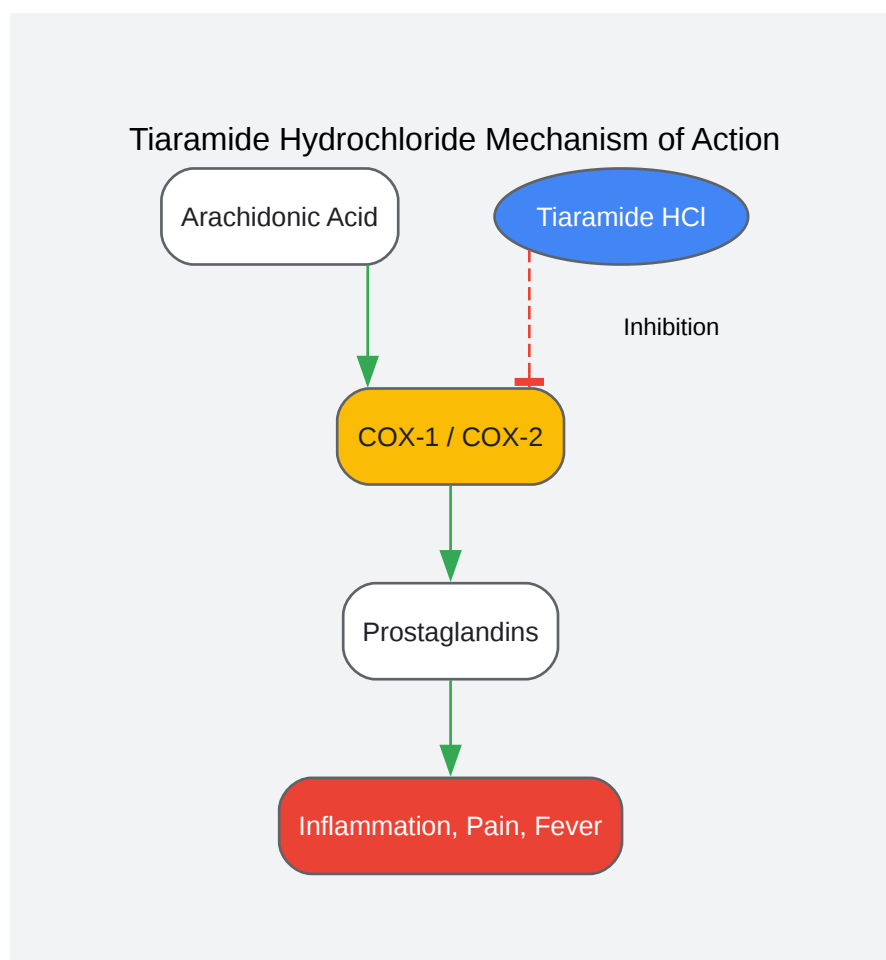 Tiaramide Hydrochloride Mechanism of Action
Arachidonic Acid
Tiaramide HCl
Inhibition
COX-1 / COX-2
Prostaglandins
Inflammation, Pain, Fever